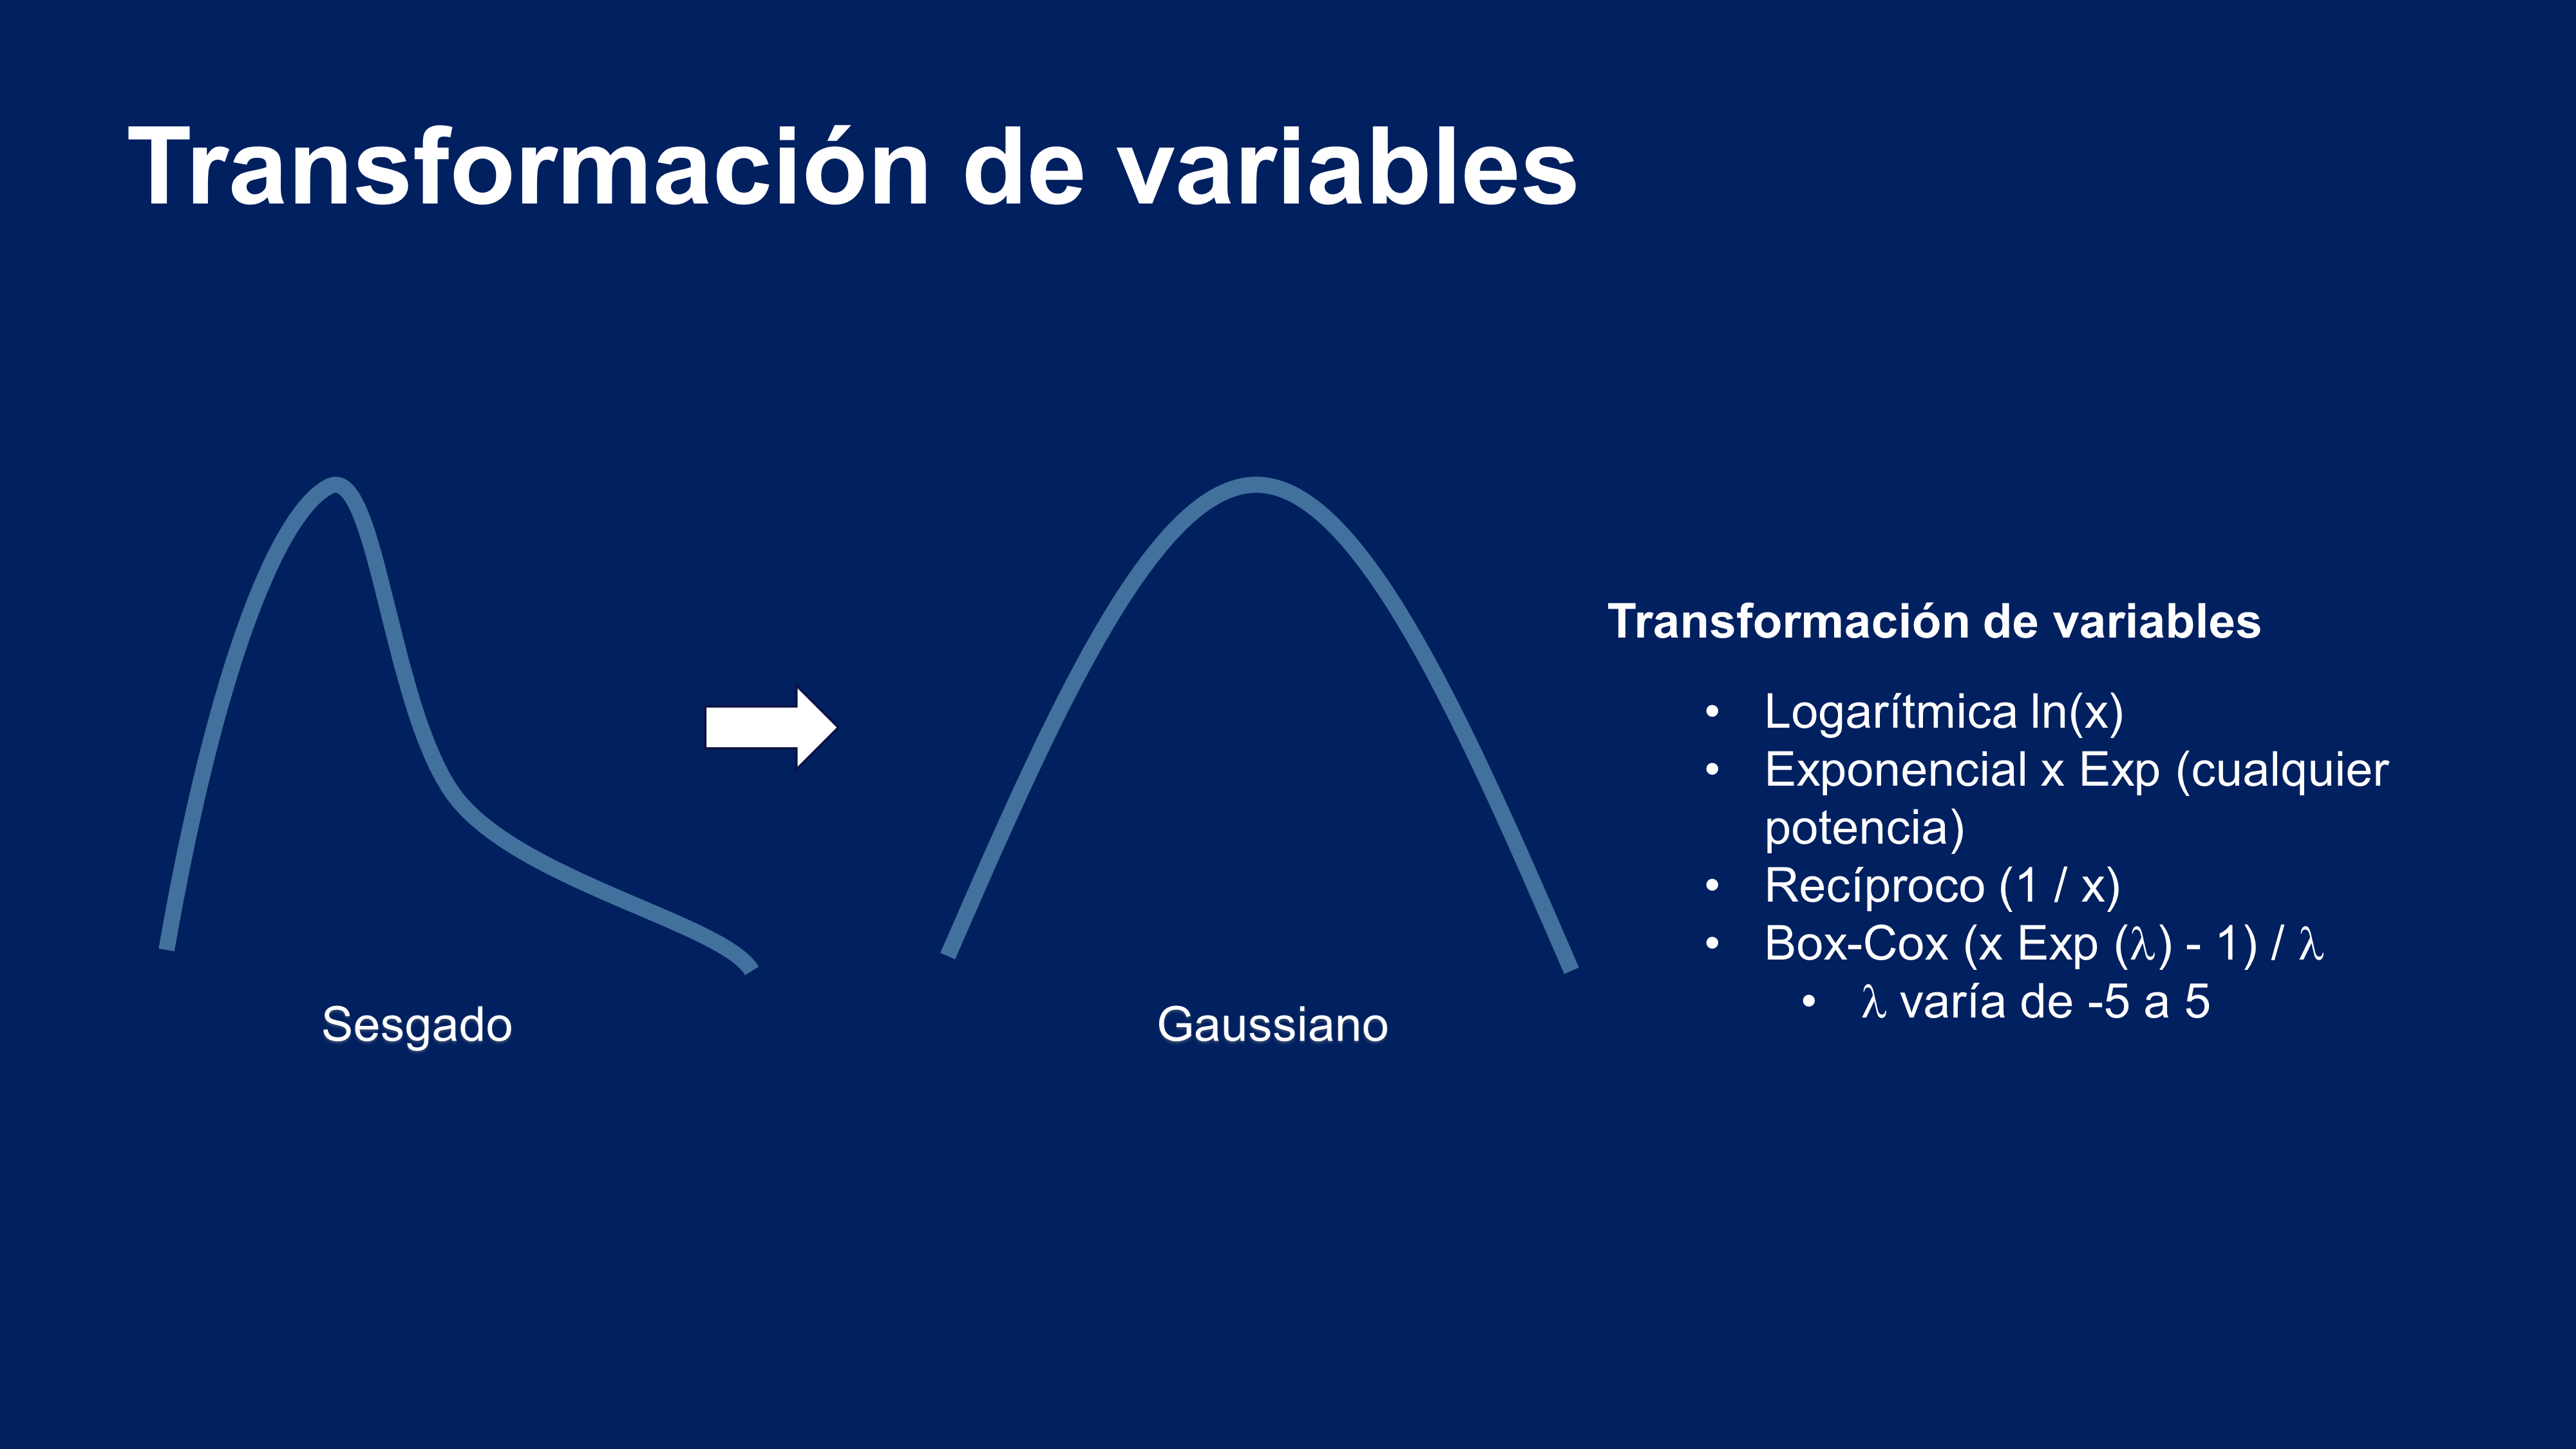 Transformación de variables
Sesgado
Gaussiano
Transformación de variables
• Logarítmica ln(x)
• Exponencial x Exp (cualquier
potencia)
• Recíproco (1 / x)
• Box-Cox (x Exp (λ) - 1) / λ
• λ varía de -5 a 5